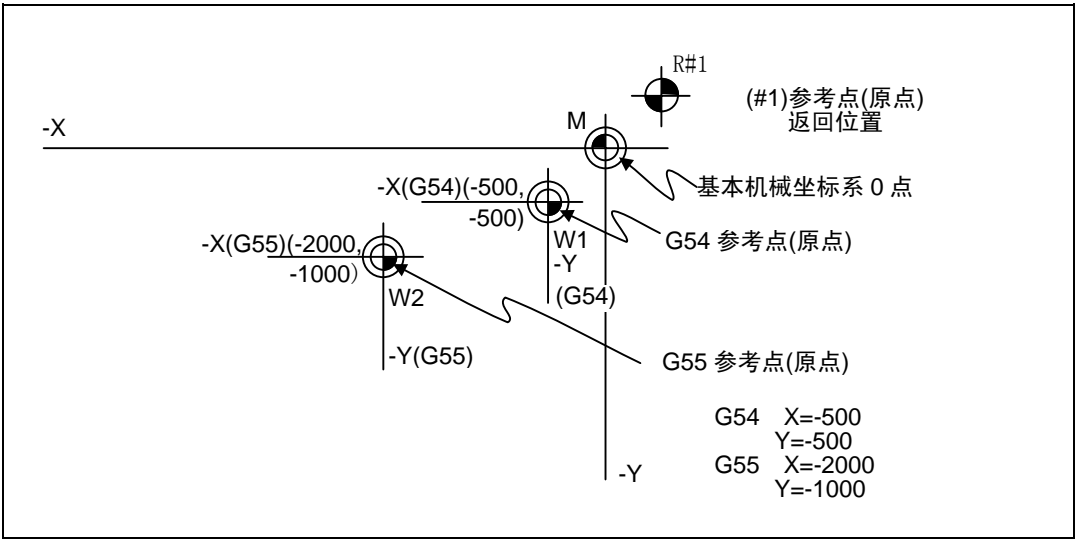 R#1
(#1)参考点(原点)
返回位置
-X
M
-X(G54)(-500,
-500)
基本机械坐标系 0 点
W1
-Y
(G54)
G54 参考点(原点)
-X(G55)(-2000,
-1000)
W2
-Y(G55)
G55 参考点(原点)
G54 X=-500
Y=-500
G55 X=-2000
Y=-1000
-Y